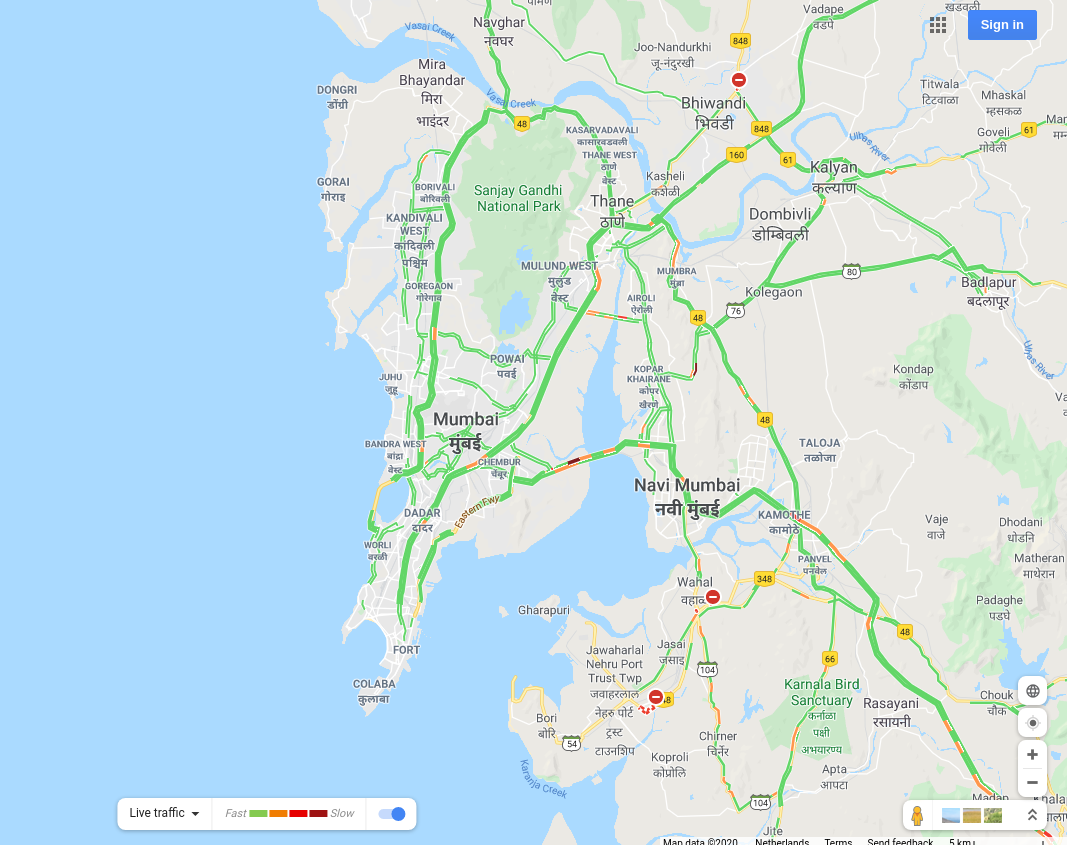 Navghar
नवघर
Vasai Creek
Joo-Nandurkhi
जू-नंदुरखी
848
Vadape
वडपे
खडवली
Sign in
Mira
Bhayandar
मिरा
भाइंदर
DONGRI
डोंग्री
Vasai Creek
48
Bhiwandi
भिवंडी
Titwala
टिटवाळा
Mhaskal
म्हसकळ
KASARVADAVALI
कासारवडवली
848
160
61
Ulhas River
Goveli
गोवेली
61
THANE WEST
ठाणे
वेस्ट
GORAI
गोराइ
BORIVALI
बोरिवली
Sanjay Gandhi
National Park
Kasheli
कशेळी
Kalyan
कल्याण
KANDIVALI
WEST
कांदिवली
पश्चिम
Thane
ठाणे
Dombivli
डोम्बिवली
MULUND WEST
मुलुंड
वेस्ट
MUMBRA
मुंब्रा
80
GOREGAON
गोरेगाव
AIROLI
ऐरोली
Kolegaon
Badlapur
बदलापूर
48
76
POWAI
पवई
Ulhas River
JUHU
जुहू
KOPAR
KHAIRANE
कोपर
खैरणे
Kondap
कोंडाप
Mumbai
मुंबई
48
BANDRA WEST
बांद्रा
वेस्ट
CHEMBUR
चेंबूर
TALOJA
तळोजा
Navi Mumbai
नवी मुंबई
DADAR
दादर
Eastern Fwy
KAMOTHE
कामोठे
Vaje
वाजे
Dhodani
धोडनि
WORLI
वरळी
PANVEL
पनवेल
Matheran
माथेरान
Wahal
348
Gharapuri
Padaghe
पडघे
48
FORT
Jawaharlal
Nehru Port
Trust Twp
जवाहरलाल
नेहरु पोर्ट
ट्रस्ट
टाउनशिप
Jasai
जसाइ
104
66
COLABA
कुलाबा
Karnala Bird
Sanctuary
कर्नाळा
पक्षी
अभयारण्य
Rasayani
रसायनी
Chouk
चौक
Bori
बोरि
54
Chirner
चिर्नेर
Koproli
कोप्रोलि
Karanja Creek
Apta
आपटा
104
Jite
Live traffic
Fast
Slow
Map data ©2020
Netherlands
Terms
Send feedback
5 km